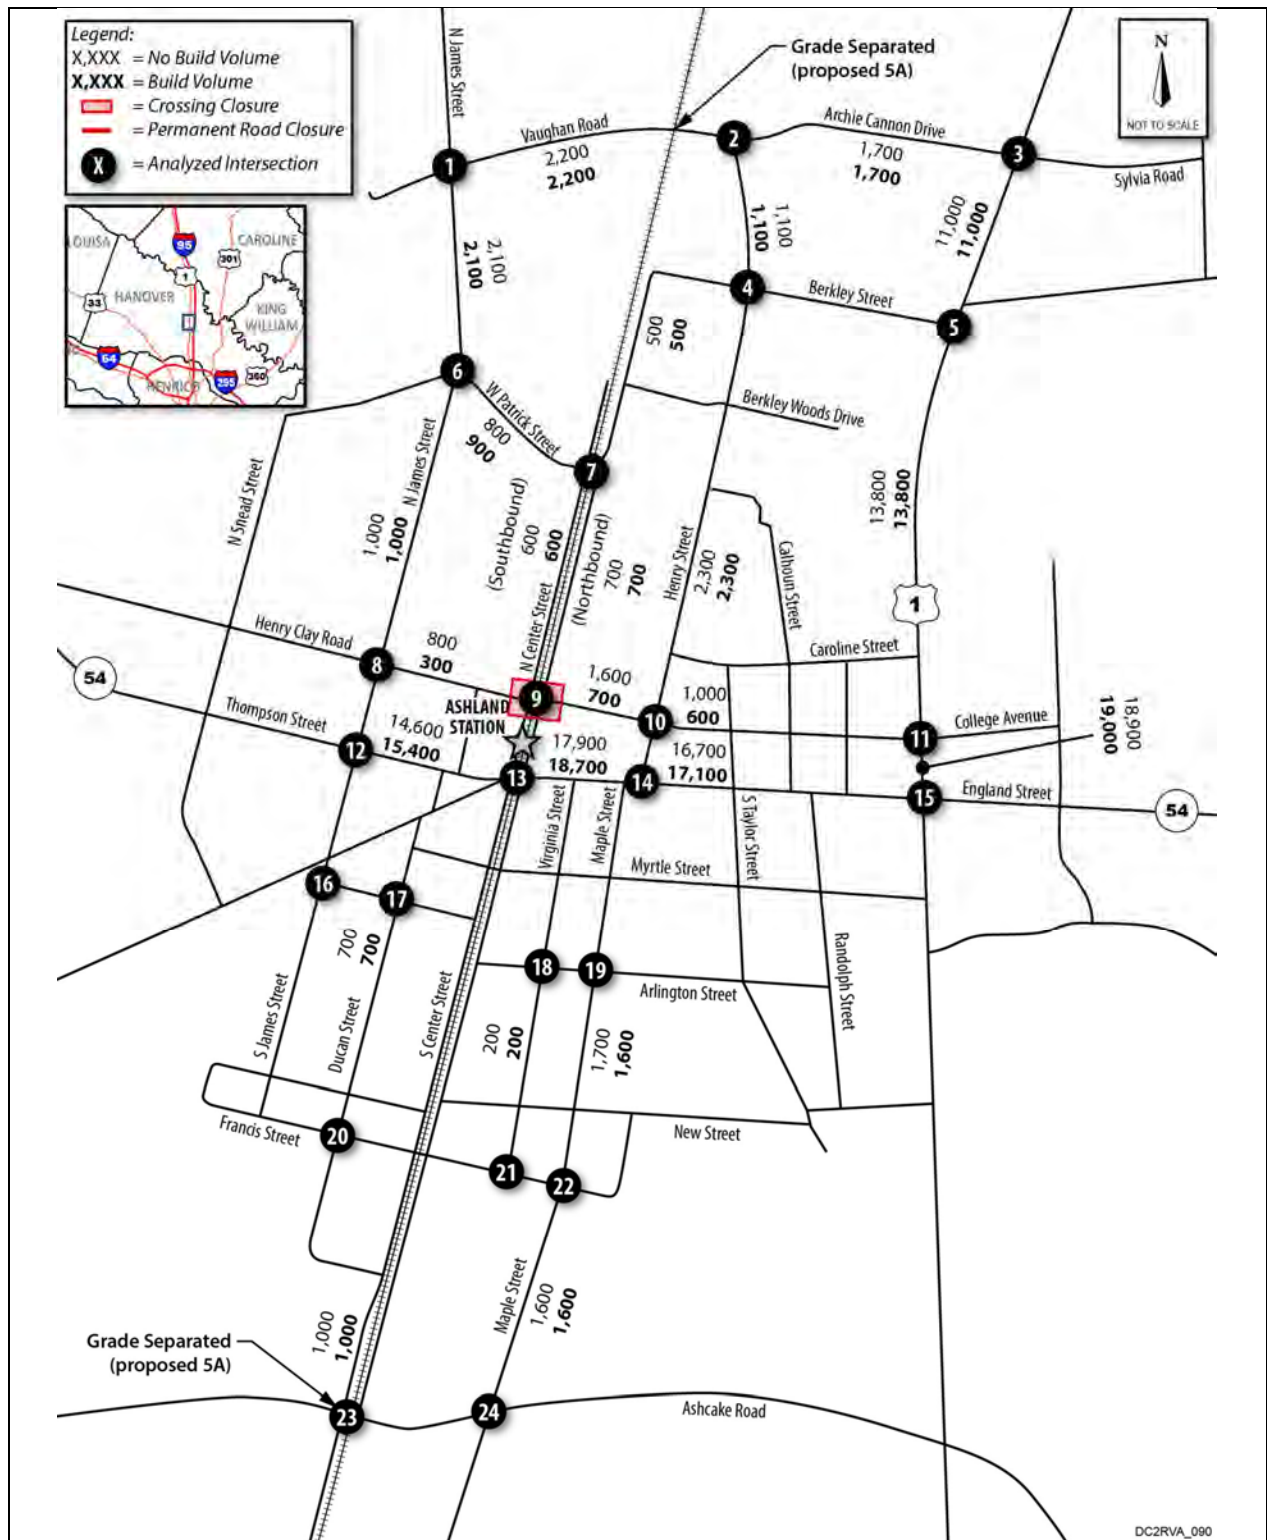 Legend:
X,XXX = No Build Volume
X,XXX = Build Volume
= Crossing Closure
= Permanent Road Closure
X = Analyzed Intersection
N James Street
Grade Separated
(proposed 5A)
N
NOT TO SCALE
Vaughan Road
2,200
2,200
Archie Cannon Drive
1,700
1,700
Sylvia Road
1
2
3
LOUISA
95
CAROLINE
1
301
HANOVER
33
KING
WILLIAM
64
HENRICO
295
360
2,100
2,100
1,100
1,100
11,000
11,000
4
Berkley Street
5
500
500
6
W Patrick Street
800
900
Berkley Woods Drive
7
N Snead Street
N James Street
1,000
1,000
(Southbound)
600
600
N Center Street
(Northbound)
700
700
Henry Street
2,300
2,300
Calhoun Street
13,800
13,800
1
Caroline Street
Henry Clay Road
8
800
300
9
1,600
700
10
1,000
600
11
College Avenue
18,900
19,000
54
Thompson Street
12
14,600
15,400
ASHLAND
STATION
13
17,900
18,700
14
16,700
17,100
15
England Street
54
Virginia Street
Maple Street
S Taylor Street
Myrtle Street
16
17
700
700
S James Street
Ducan Street
S Center Street
18
19
Arlington Street
Randolph Street
200
200
1,700
1,600
Francis Street
20
21
22
New Street
Maple Street
1,600
1,600
1,000
1,000
Grade Separated
(proposed 5A)
23
24
Ashcake Road
DC2RVA_090